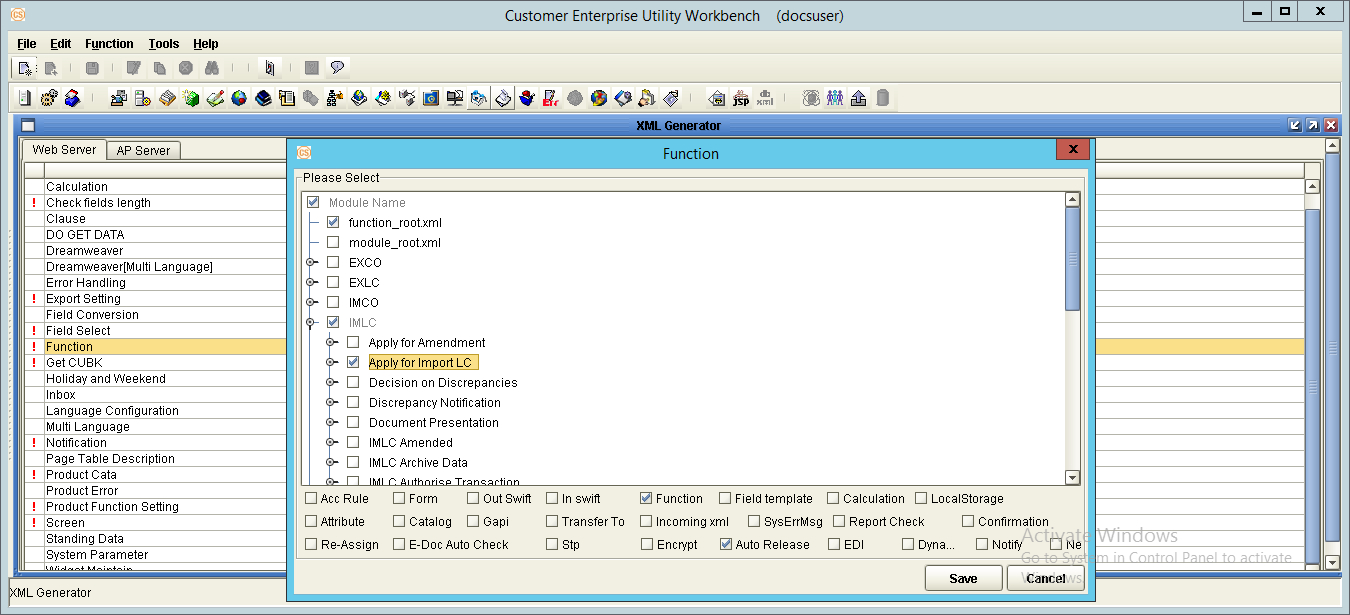 Customer Enterprise Utility Workbench (docsuser)
File Edit Function Tools Help
XML Generator
Web Server AP Server
Calculation
! Check fields length
Clause
DO GET DATA
Dreamweaver
Dreamweaver[Multi Language]
Error Handling
! Export Setting
Field Conversion
! Field Select
! Function
! Get CUBK
Holiday and Weekend
Inbox
Language Configuration
Multi Language
! Notification
Page Table Description
! Product Cata
Product Error
! Product Function Setting
! Screen
Standing Data
System Parameter
Widget Maintain
Function
Please Select
Module Name
function_root.xml
module_root.xml
EXCO
EXLC
IMCO
IMLC
Apply for Amendment
Apply for Import LC
Decision on Discrepancies
Discrepancy Notification
Document Presentation
IMLC Amended
IMLC Archive Data
IMLC Authorise Transaction
Acc Rule Form Out Swift In swift Function Field template Calculation LocalStorage
Attribute Catalog Gapi Transfer To Incoming xml SysErrMsg Report Check Confirmation
Re-Assign E-Doc Auto Check Stp Encrypt Auto Release EDI Dyna... Notify Ne
Activate Windows
Go to System in Control Panel to activate
Windows.
Save Cancel
XML Generator